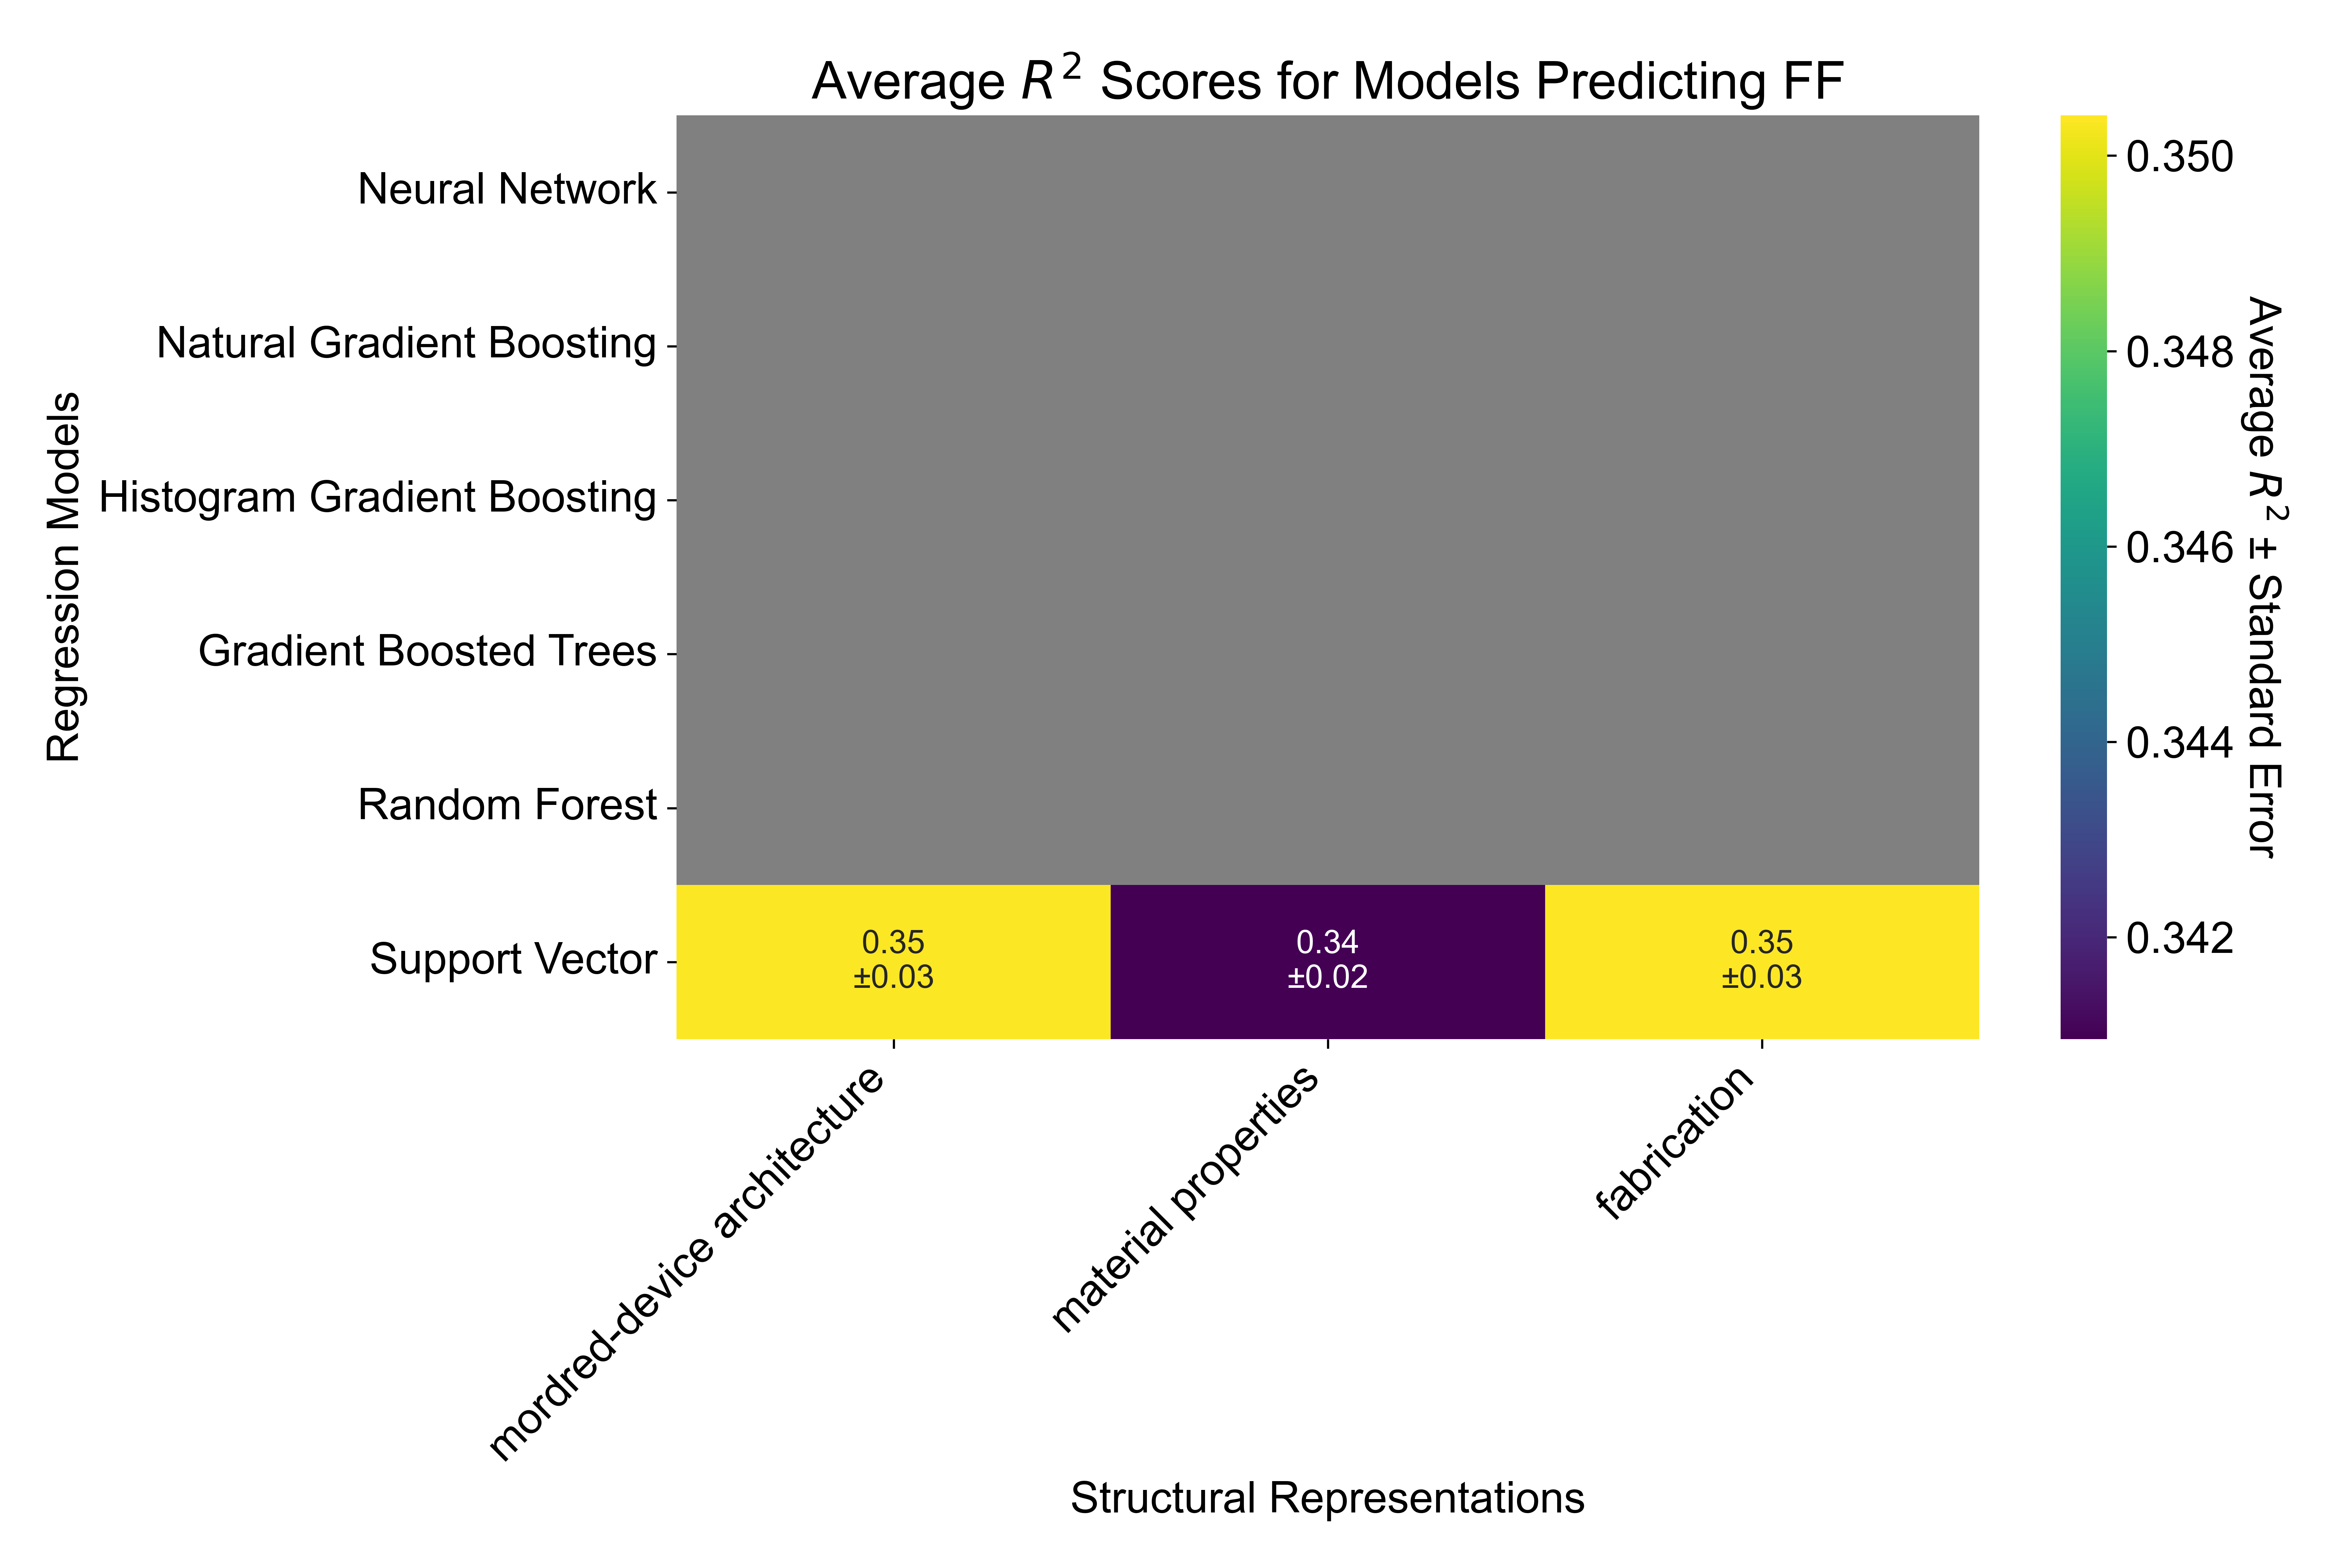 Average R² Scores for Models Predicting FF
Regression Models
Neural Network
Natural Gradient Boosting
Histogram Gradient Boosting
Gradient Boosted Trees
Random Forest
Support Vector
0.35
±0.03
0.34
±0.02
0.35
±0.03
mordred-device architecture
material properties
fabrication
Structural Representations
0.350
0.348
0.346
0.344
0.342
Average R² ± Standard Error